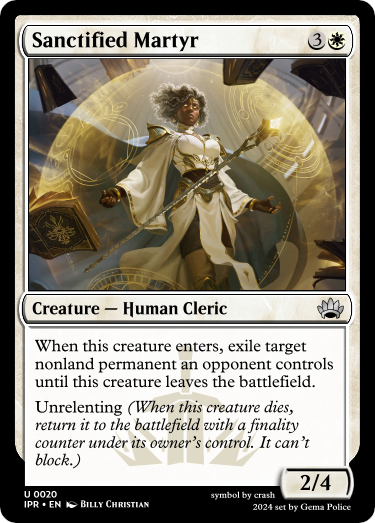 Sanctified Martyr 3
Creature — Human Cleric
When this creature enters, exile target
nonland permanent an opponent controls
until this creature leaves the battlefield.
Unrelenting (When this creature dies,
return it to the battlefield with a finality
counter under its owner's control. It can't
block.)
2/4
U 0020
IPR • EN Billy Christian
symbol by crash
2024 set by Gema Police